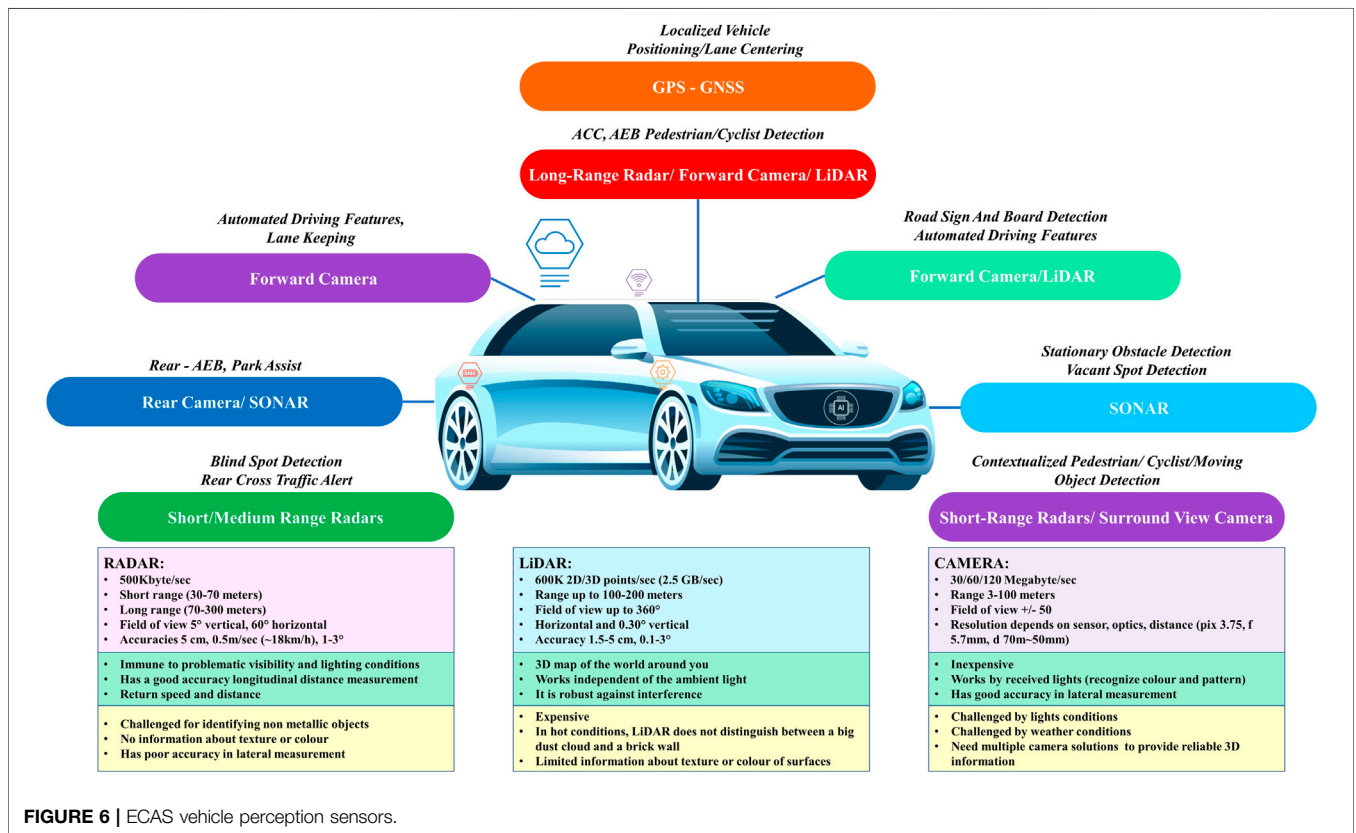 Localized Vehicle
Positioning/Lane Centering
GPS - GNSS
ACC, AEB Pedestrian/Cyclist Detection
Long-Range Radar/ Forward Camera/ LiDAR
Automated Driving Features,
Lane Keeping
Forward Camera
Road Sign And Board Detection
Automated Driving Features
Forward Camera/LiDAR
Rear - AEB, Park Assist
Rear Camera/ SONAR
Stationary Obstacle Detection
Vacant Spot Detection
SONAR
AI
Blind Spot Detection
Rear Cross Traffic Alert
Short/Medium Range Radars
Contextualized Pedestrian/ Cyclist/Moving
Object Detection
Short-Range Radars/ Surround View Camera
RADAR:
• 500Kbyte/sec
• Short range (30-70 meters)
• Long range (70-300 meters)
• Field of view 5° vertical, 60° horizontal
• Accuracies 5 cm, 0.5m/sec (~18km/h), 1-3°
• Immune to problematic visibility and lighting conditions
• Has a good accuracy longitudinal distance measurement
• Return speed and distance
• Challenged for identifying non metallic objects
• No information about texture or colour
• Has poor accuracy in lateral measurement
LiDAR:
• 600K 2D/3D points/sec (2.5 GB/sec)
• Range up to 100-200 meters
• Field of view up to 360°
• Horizontal and 0.30° vertical
• Accuracy 1.5-5 cm, 0.1-3°
• 3D map of the world around you
• Works independent of the ambient light
• It is robust against interference
• Expensive
• In hot conditions, LiDAR does not distinguish between a big
dust cloud and a brick wall
• Limited information about texture or colour of surfaces
CAMERA:
• 30/60/120 Megabyte/sec
• Range 3-100 meters
• Field of view +/- 50
• Resolution depends on sensor, optics, distance (pix 3.75, f
5.7mm, d 70m~50mm)
• Inexpensive
• Works by received lights (recognize colour and pattern)
• Has good accuracy in lateral measurement
• Challenged by lights conditions
• Challenged by weather conditions
• Need multiple camera solutions to provide reliable 3D
information
FIGURE 6 | ECAS vehicle perception sensors.